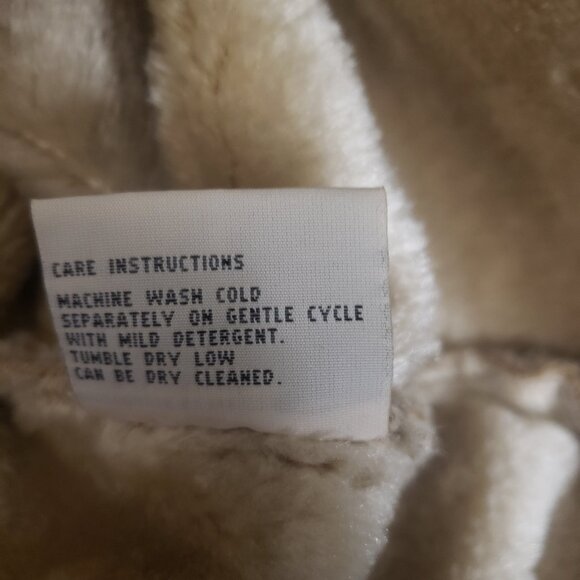 CARE INSTRUCTIONS
MACHINE WASH COLD
SEPARATELY ON GENTLE CYCLE
WITH MILD DETERGENT.
TUMBLE DRY LOW
CAN BE DRY CLEANED.